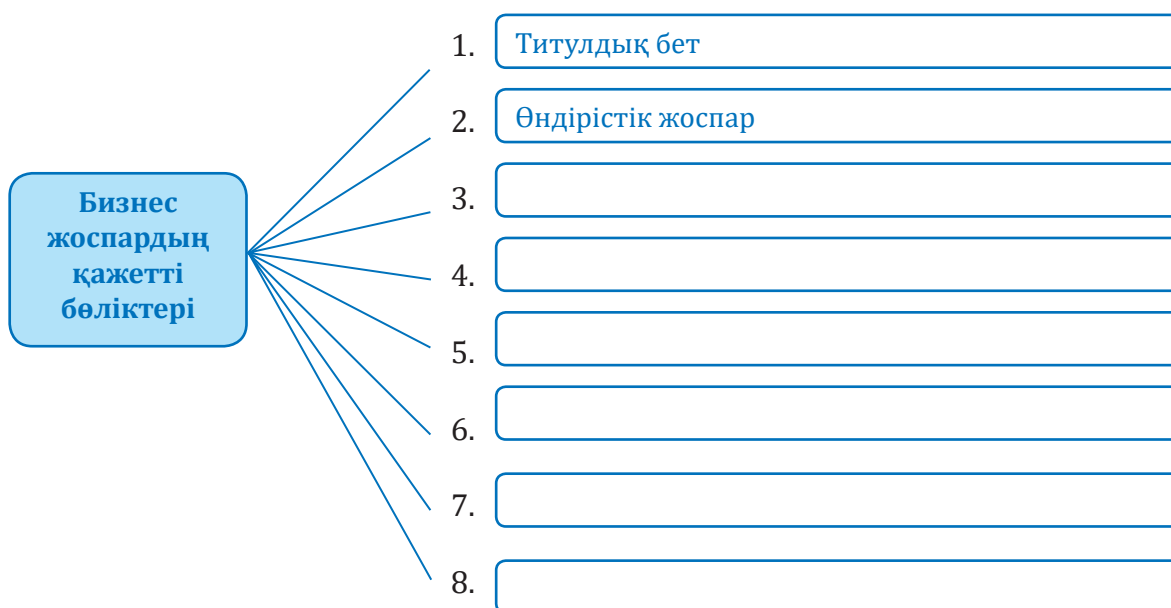 1. Титулдық бет
2. Өндірістік жоспар
Бизнес
жоспардың
қажетті
бөліктері
3.
4.
5.
6.
7.
8.